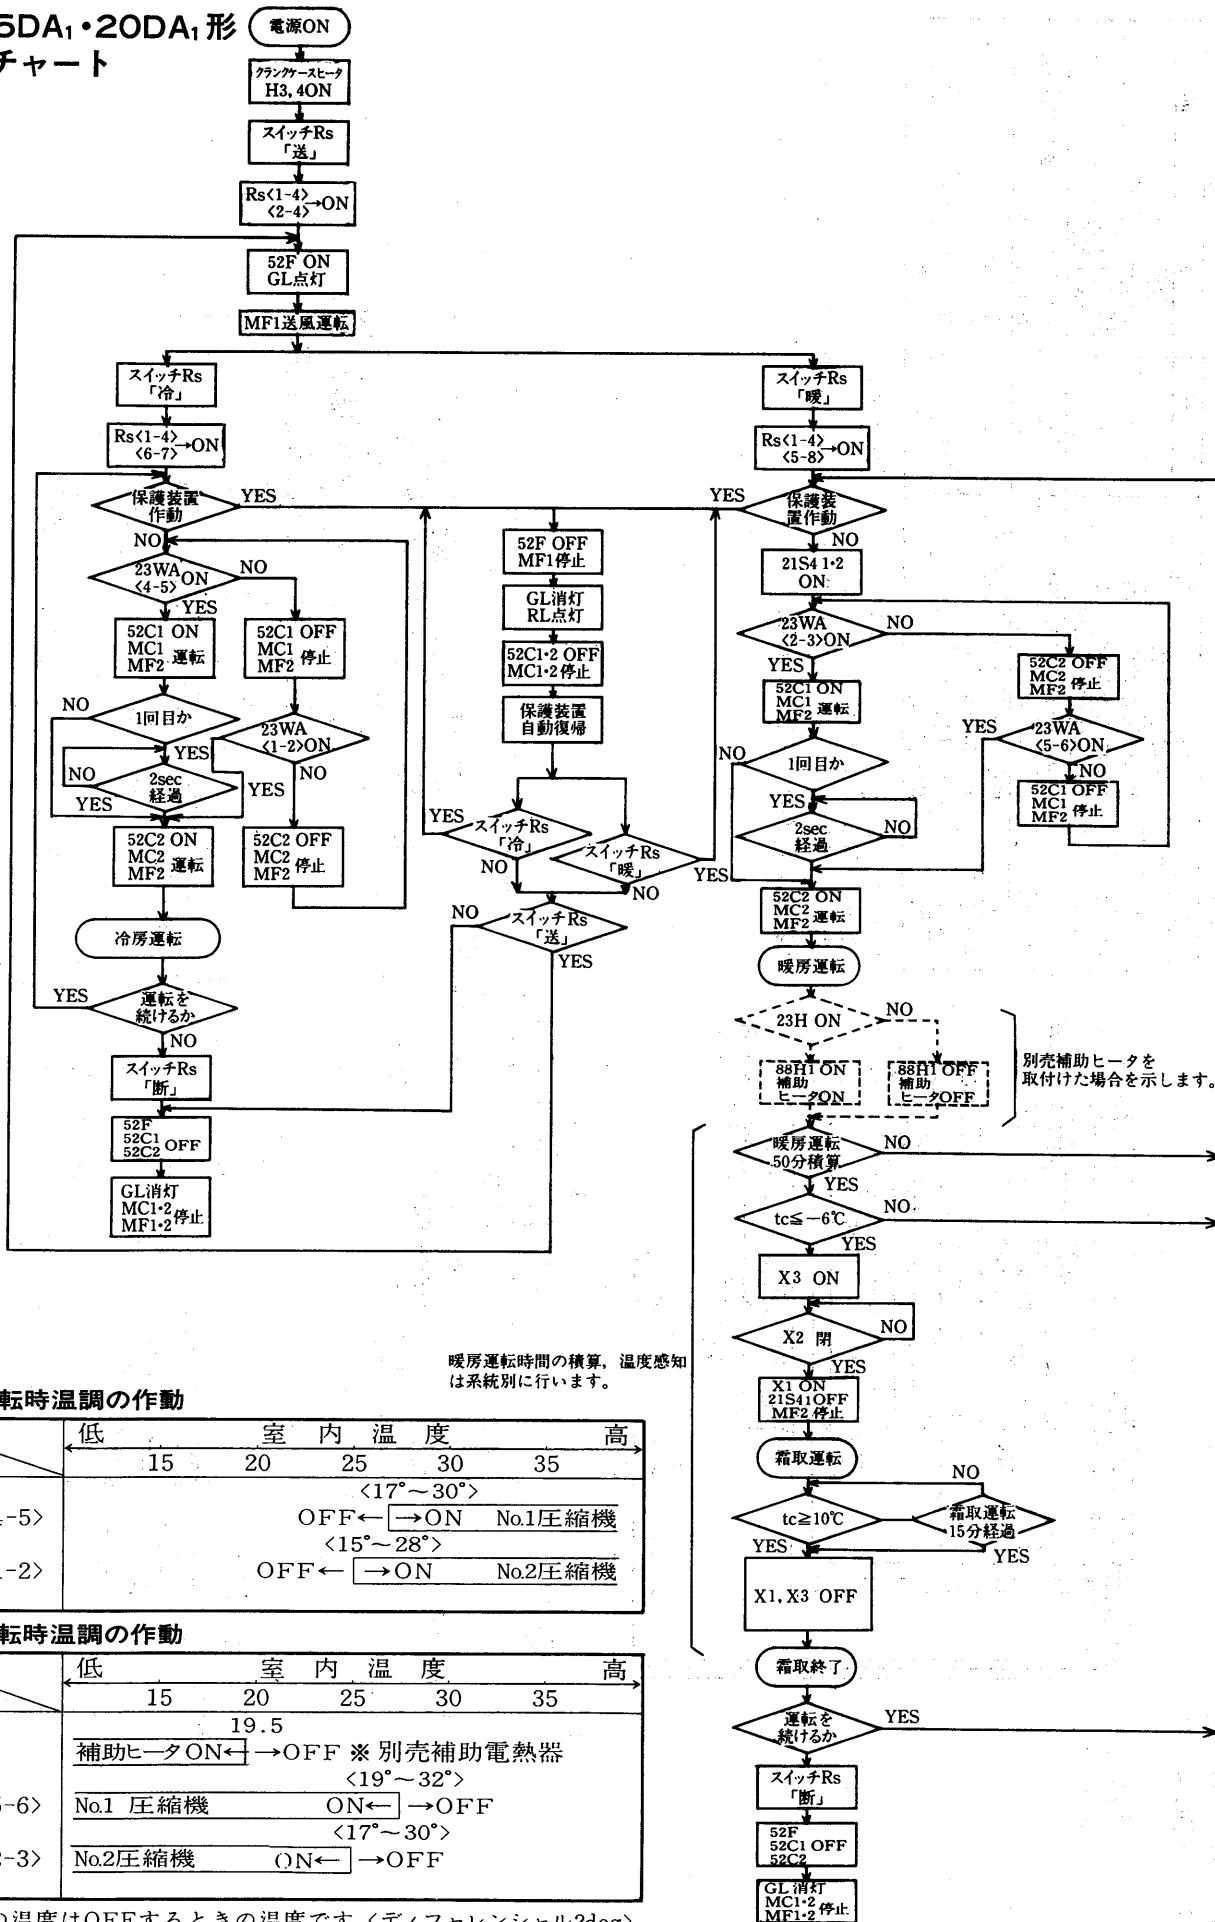 5DA₁・20DA₁形
チャート
電源ON
クランクケースヒータ
H3, 4ON
スイッチRs
「送」
Rs<1-4>
<2-4>→ON
52F ON
GL点灯
MF1送風運転
スイッチRs
「冷」
Rs<1-4>
<6-7>→ON
保護装置
作動
YES
NO
23WA
<4-5>ON
NO
YES
52C1 ON
MC1
MF2 運転
52C1 OFF
MC1
MF2 停止
NO
1回目か
YES
23WA
<1-2>ON
NO
YES
NO
2sec
経過
YES
52C2 ON
MC2
MF2 運転
52C2 OFF
MC2
MF2 停止
冷房運転
YES
運転を
続けるか
NO
スイッチRs
「断」
52F
52C1
52C2 OFF
GL消灯
MC1・2
MF1・2 停止
52F OFF
MF1停止
GL消灯
RL点灯
52C1・2 OFF
MC1・2停止
保護装置
自動復帰
YES
スイッチRs
「冷」
NO
スイッチRs
「暖」
YES
NO
NO
スイッチRs
「送」
YES
スイッチRs
「暖」
Rs<1-4>
<5-8>→ON
YES
保護装
置作動
NO
21S4 1・2
ON
23WA
<2-3>ON
NO
YES
52C1 ON
MC1
MF2 運転
52C2 OFF
MC2
MF2 停止
YES
23WA
<5-6>ON
NO
52C1 OFF
MC1
MF2 停止
NO
1回目か
YES
2sec
経過
NO
52C2 ON
MC2
MF2 運転
暖房運転
23H ON
NO
88H1 ON
補助
ヒータON
88H1 OFF
補助
ヒータOFF
別売補助ヒータを
取付けた場合を示します。
暖房運転
50分積算
NO
YES
tc≦−6℃
NO
YES
X3 ON
X2 閉
NO
YES
X1 ON
21S4₁OFF
MF2 停止
霜取運転
NO
tc≧10℃
霜取運転
15分経過
YES
YES
X1, X3 OFF
霜取終了
運転を
続けるか
YES
スイッチRs
「断」
52F
52C1 OFF
52C2
GL消灯
MC1・2
MF1・2 停止
暖房運転時間の積算，温度感知
は系統別に行います。
転時温調の作動
低 室内温度 高
15 20 25 30 35
<17°～30°>
-5> OFF← →ON No.1圧縮機
<15°～28°>
-2> OFF← →ON No.2圧縮機
転時温調の作動
低 室内温度 高
15 20 25 30 35
19.5
補助ヒータON← →OFF ※別売補助電熱器
<19°～32°>
-6> No.1 圧縮機 ON← →OFF
<17°～30°>
-3> No.2圧縮機 ON← →OFF
温度はOFFするときの温度です<ディファレンシャル2deg>